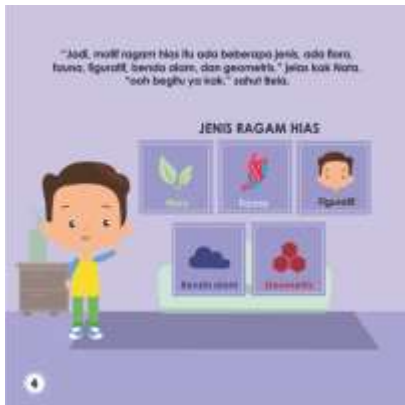 "Jadi, motif ragam hias itu ada beberapa jenis, ada flora,
fauna, figuratif, benda alam, dan geometris." jelas kak Nata.
"ooh begitu ya kak." sahut Bela.
JENIS RAGAM HIAS
Flora
Fauna
Figuratif
Benda alam
Geometris
4